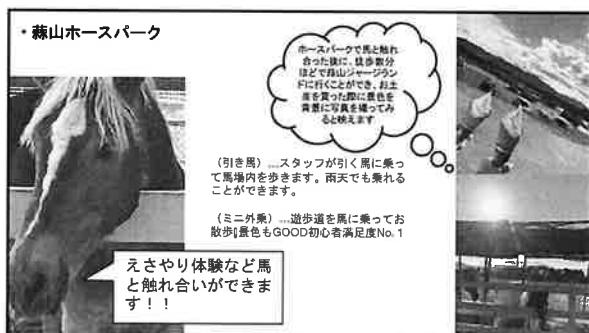 ・蒜山ホースパーク
ホースパークで馬と触れ
合った後に、徒歩数分
ほどで蒜山ジャージラン
ドに行くことができ、お土
産を買った際に景色を
背景に写真を撮ってみ
ると映えます
（引き馬）…スタッフが引く馬に乗っ
て馬場内を歩きます。雨天でも乗れる
ことができます。
（ミニ外乗）…遊歩道を馬に乗ってお
散歩!景色もGOOD初心者満足度No.1
えさやり体験など馬
と触れ合いができま
す！！